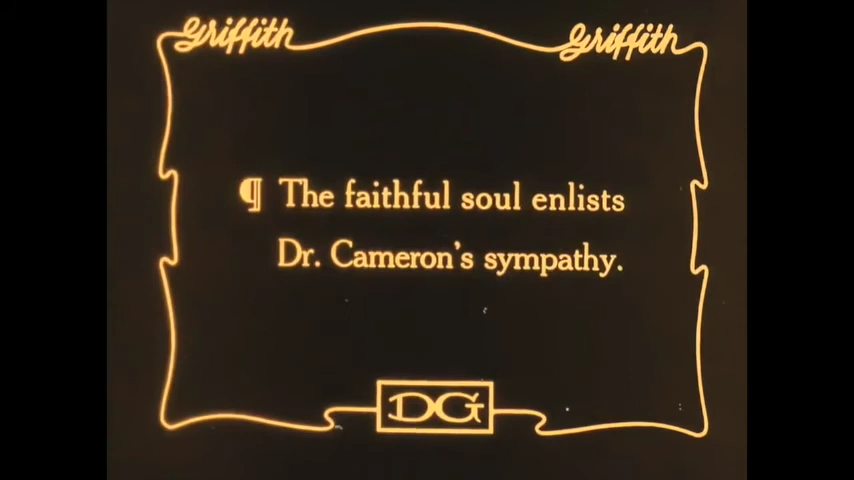 Griffith Griffith
¶ The faithful soul enlists
Dr. Cameron's sympathy.
DG